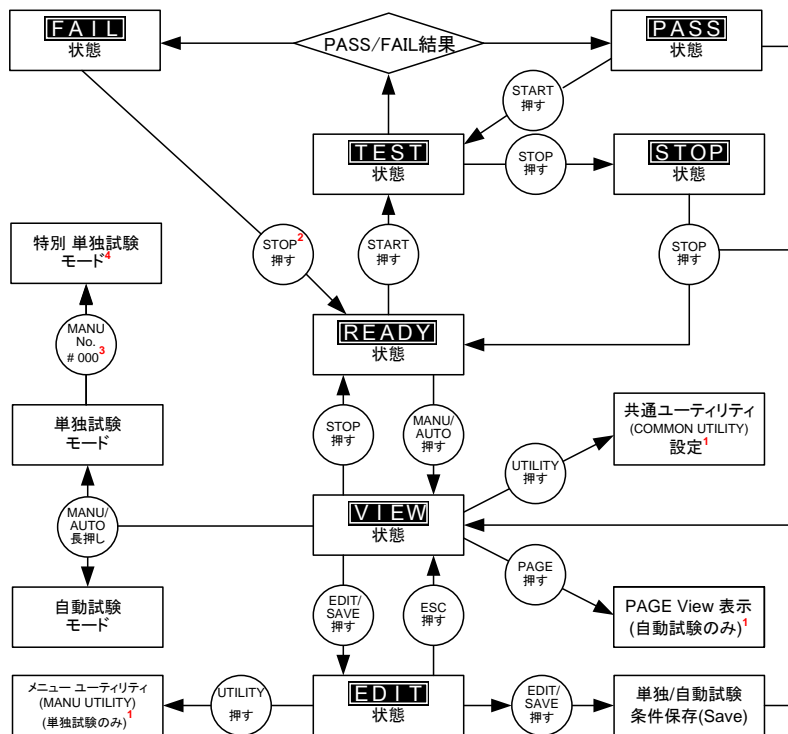 FAIL
状態
PASS/FAIL結果
PASS
状態
START
押す
TEST
状態
STOP
押す
STOP
状態
特別 単独試験
モード4
STOP2
押す
START
押す
STOP
押す
MANU
No.
# 0003
READY
状態
単独試験
モード
STOP
押す
MANU/
AUTO
押す
共通ユーティリティ
(COMMON UTILITY)
設定1
UTILITY
押す
MANU/
AUTO
長押し
VIEW
状態
自動試験
モード
EDIT/
SAVE
押す
ESC
押す
PAGE
押す
PAGE View 表示
(自動試験のみ)1
メニュー ユーティリティ
(MANU UTILITY)
(単独試験のみ)1
UTILITY
押す
EDIT
状態
EDIT/
SAVE
押す
単独/自動試験
条件保存(Save)